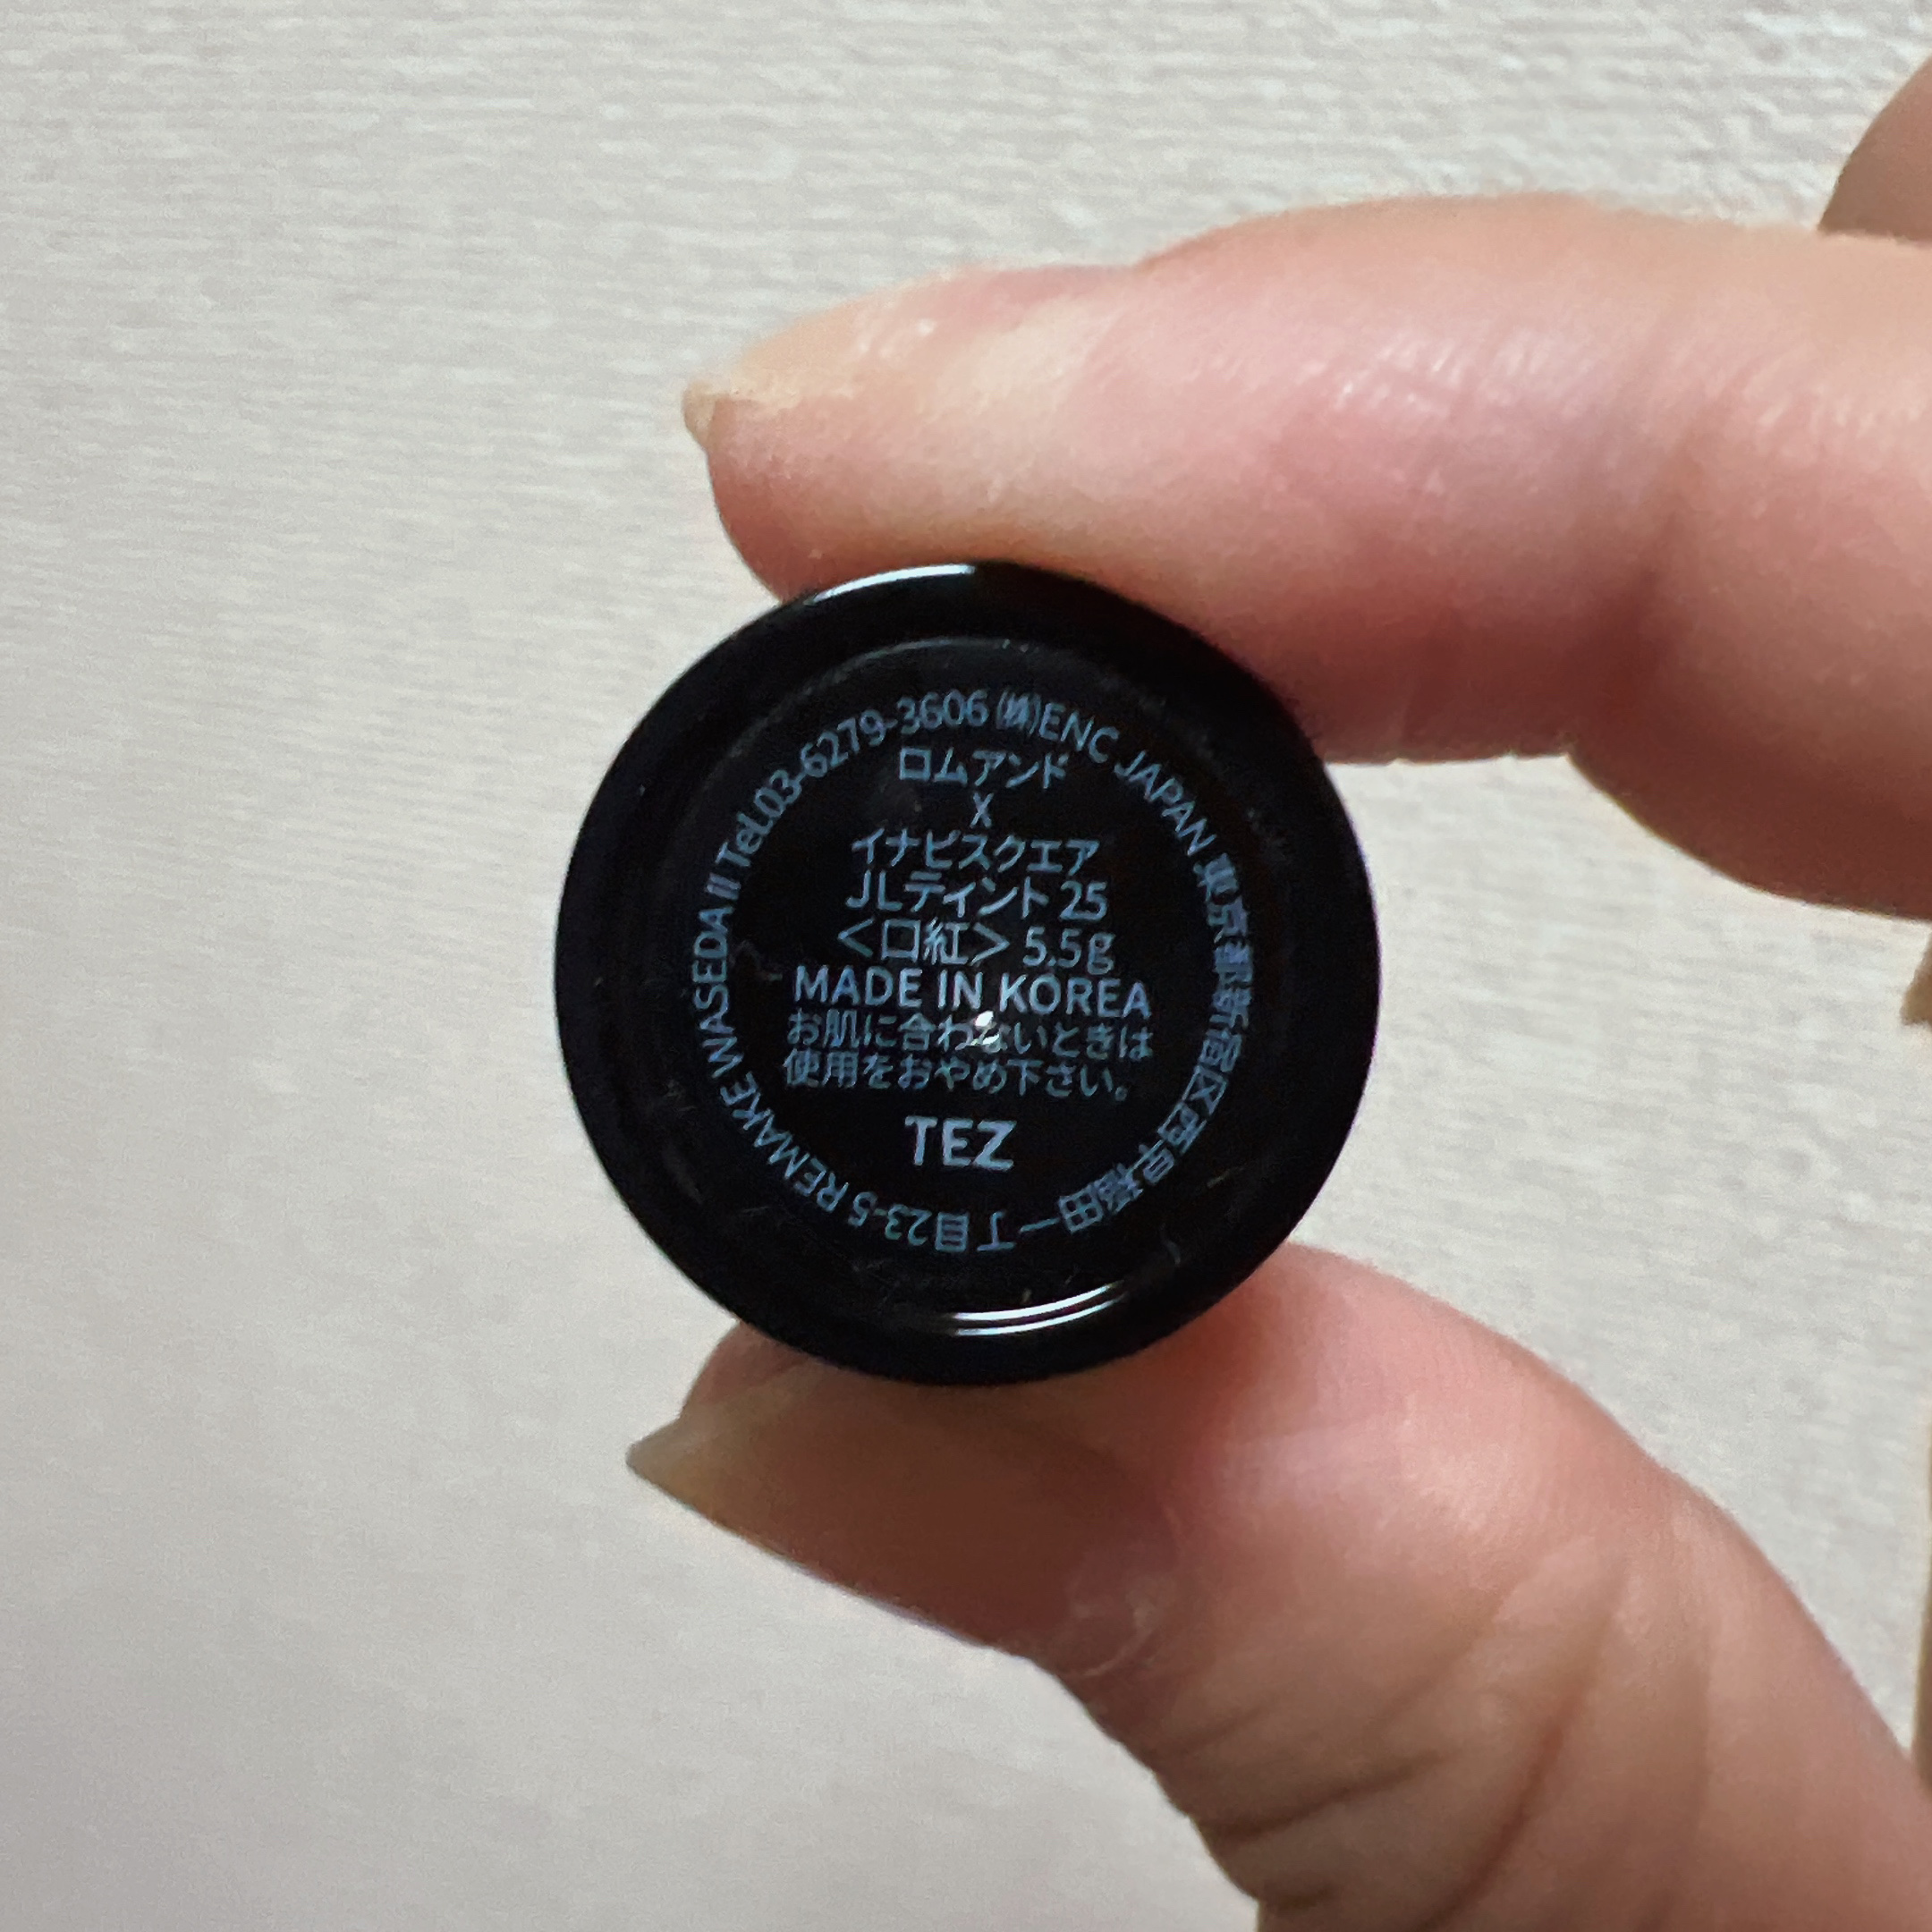 ㈱ENC JAPAN 東京都新宿区西早稲田一丁目23-5 REMAIKE WASEDA II Tel.03-6279-3606
ロムアンド
X
イナピスクエア
JLティント 25
＜口紅＞ 5.5g
MADE IN KOREA
お肌に合わないときは
使用をおやめ下さい。
TEZ